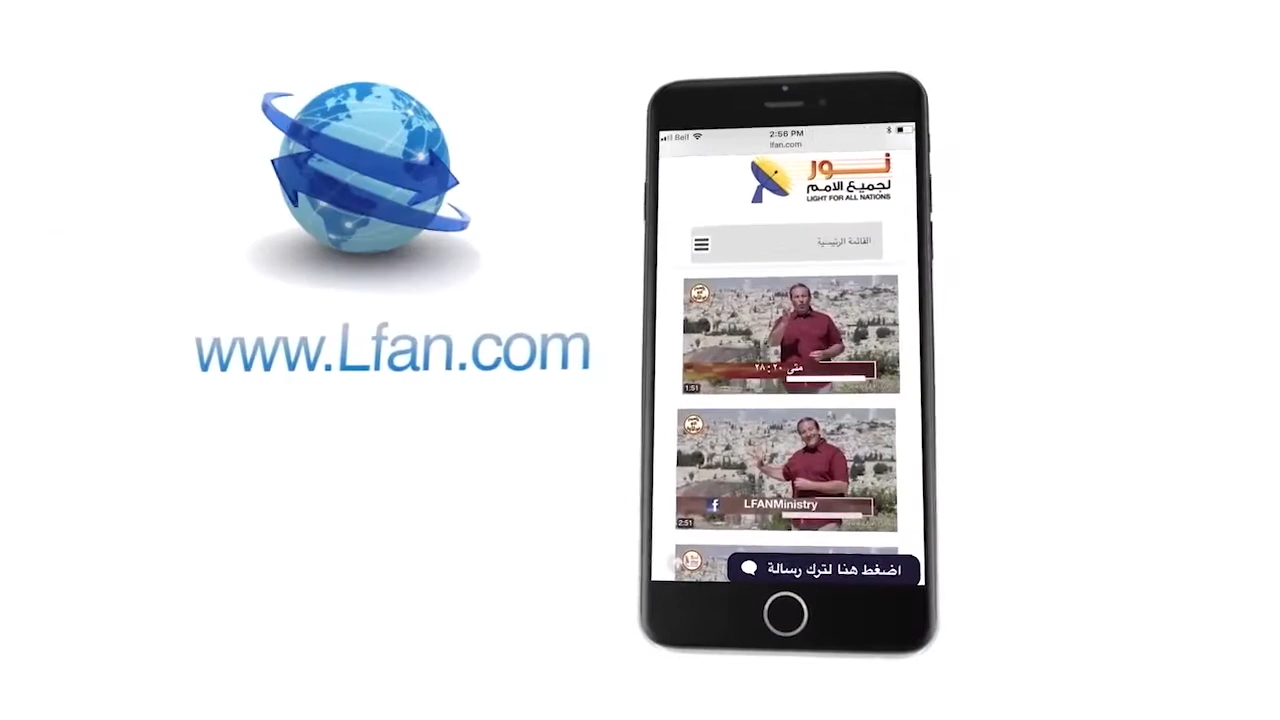 www.Lfan.com
Bell
2:56 PM
lfan.com
نور
لجميع الامم
LIGHT FOR ALL NATIONS
القائمة الرئيسية
متى ٢٠ : ٢٨
1:51
LFANMinistry
2:51
اضغط هنا لترك رسالة